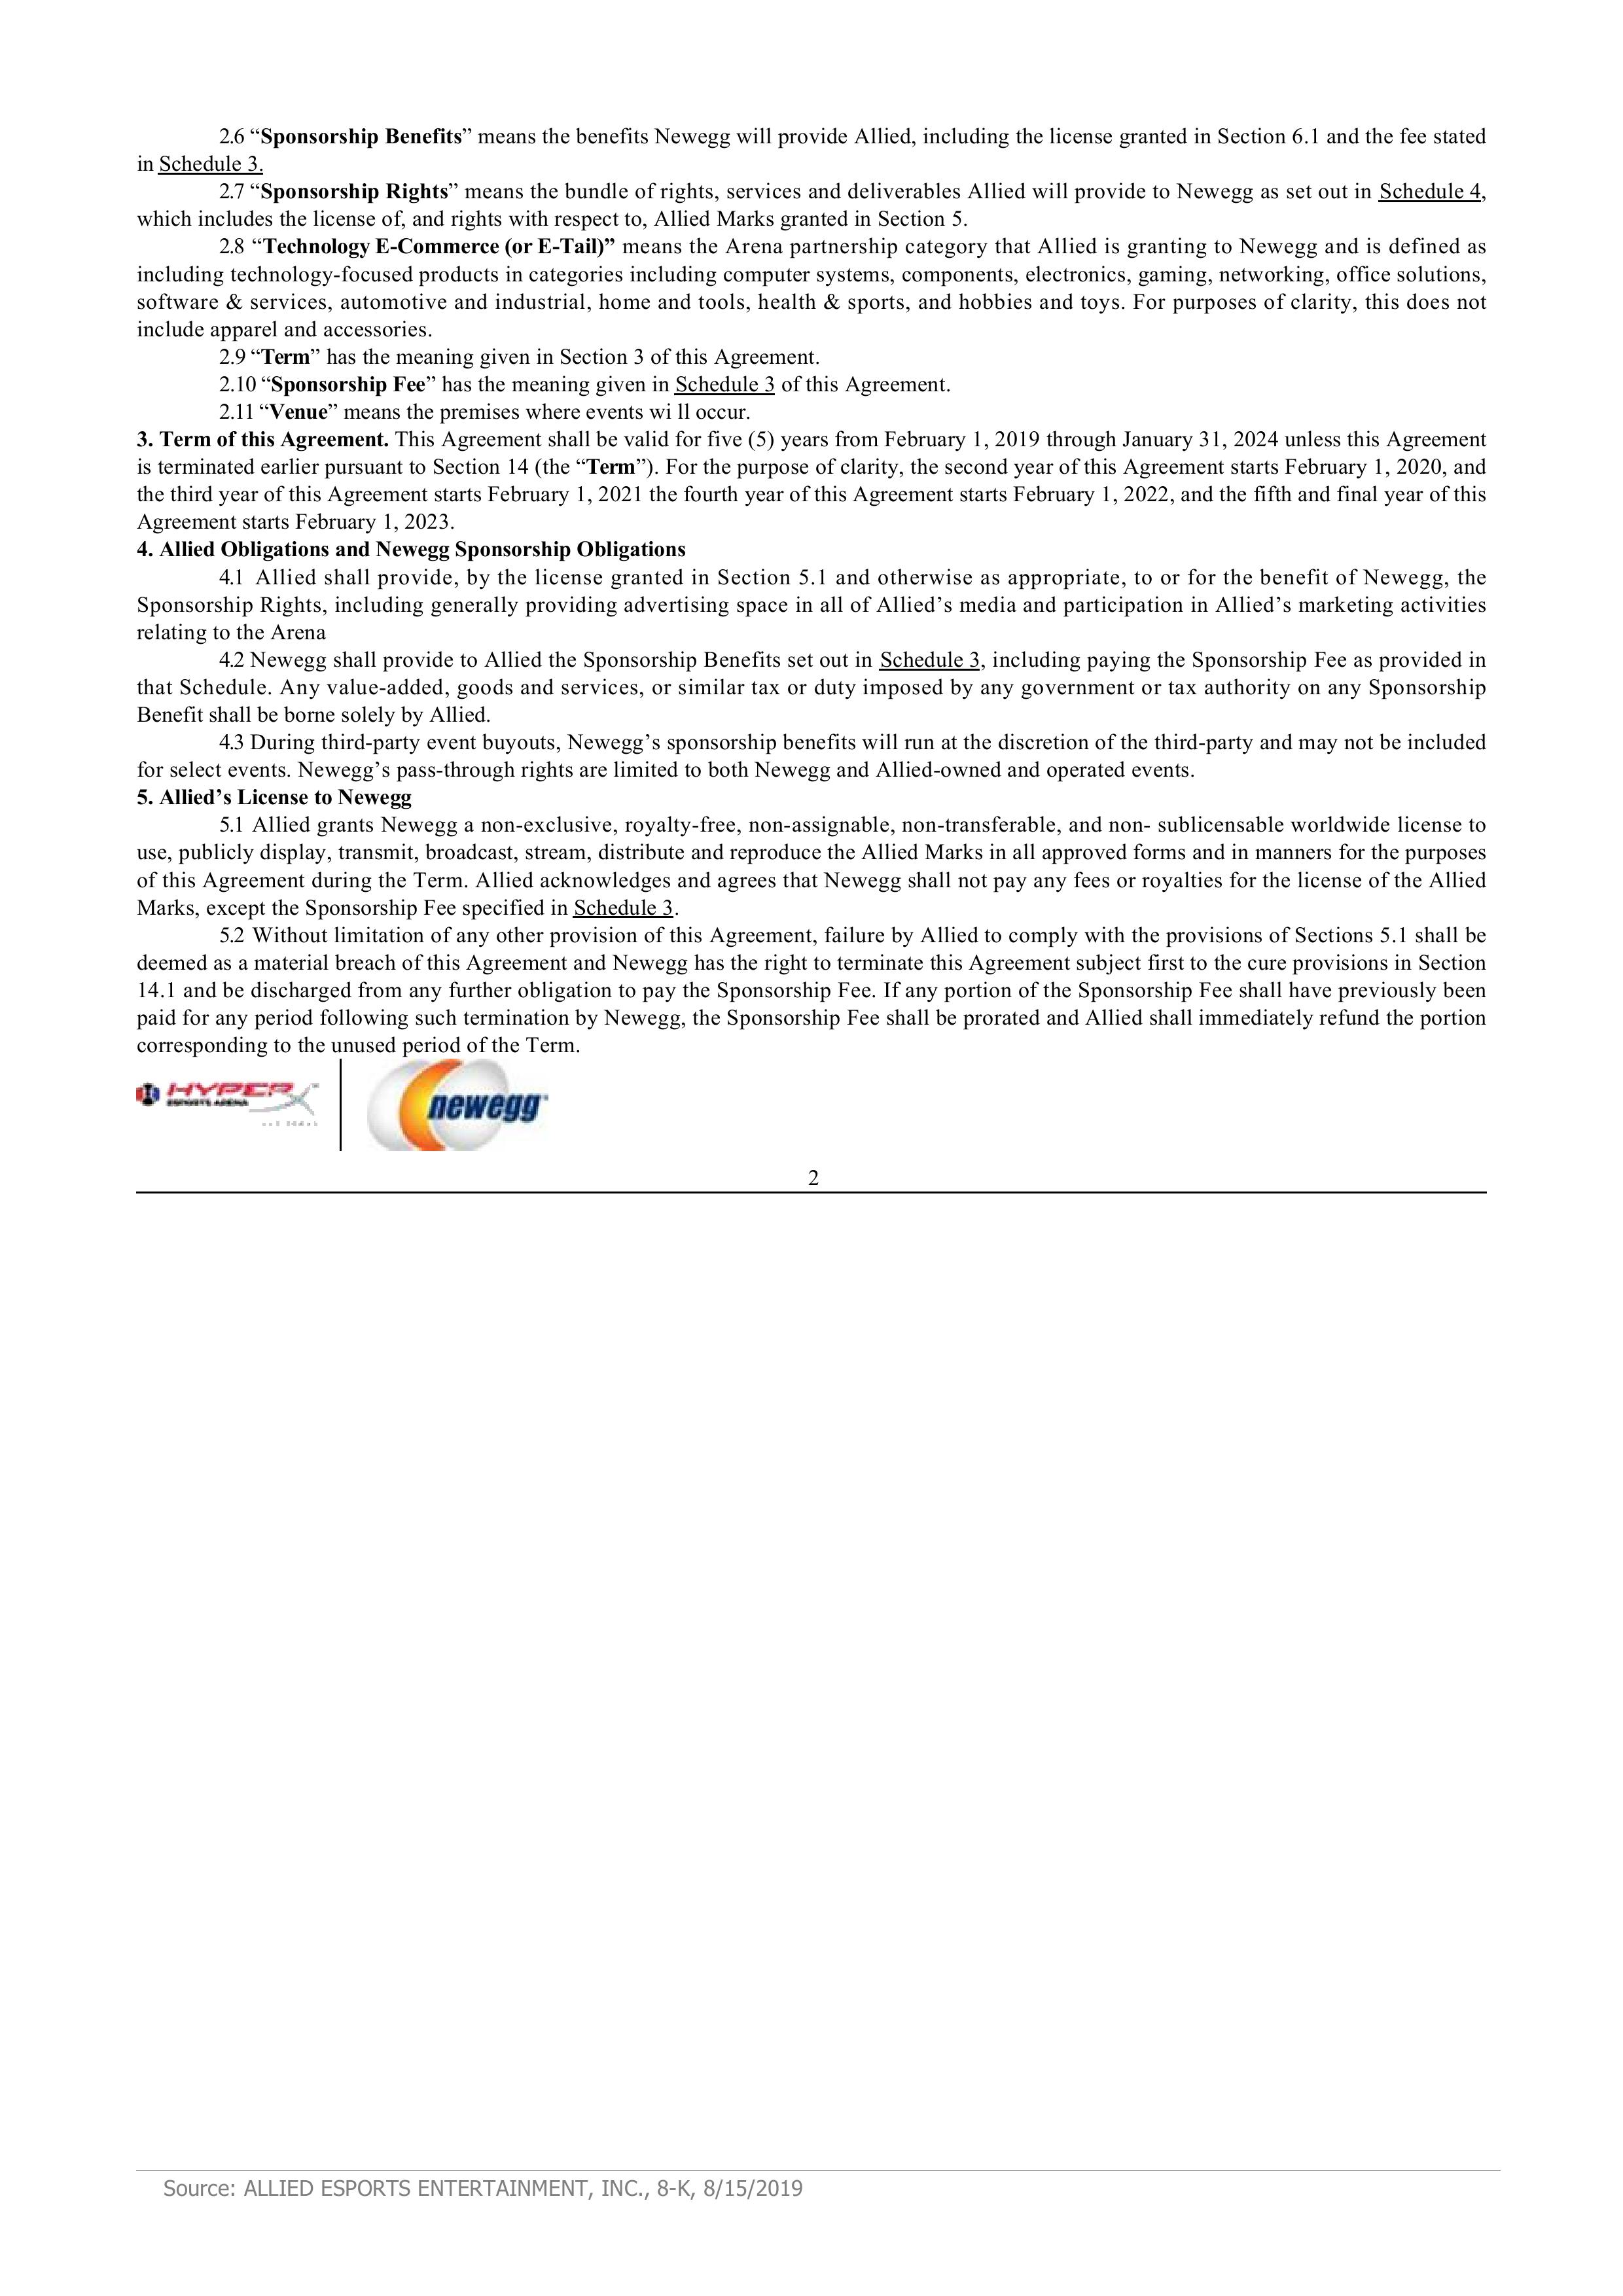 2.6 “Sponsorship Benefits” means the benefits Newegg will provide Allied, including the license granted in Section 6.1 and the fee stated
in Schedule 3.
2.7 “Sponsorship Rights” means the bundle of rights, services and deliverables Allied will provide to Newegg as set out in Schedule 4,
which includes the license of, and rights with respect to, Allied Marks granted in Section 5.
2.8 “Technology E-Commerce (or E-Tail)” means the Arena partnership category that Allied is granting to Newegg and is defined as
including technology-focused products in categories including computer systems, components, electronics, gaming, networking, office solutions,
software & services, automotive and industrial, home and tools, health & sports, and hobbies and toys. For purposes of clarity, this does not
include apparel and accessories.
2.9 “Term” has the meaning given in Section 3 of this Agreement.
2.10 “Sponsorship Fee” has the meaning given in Schedule 3 of this Agreement.
2.11 “Venue” means the premises where events wi ll occur.
3. Term of this Agreement. This Agreement shall be valid for five (5) years from February 1, 2019 through January 31, 2024 unless this Agreement
is terminated earlier pursuant to Section 14 (the “Term”). For the purpose of clarity, the second year of this Agreement starts February 1, 2020, and
the third year of this Agreement starts February 1, 2021 the fourth year of this Agreement starts February 1, 2022, and the fifth and final year of this
Agreement starts February 1, 2023.
4. Allied Obligations and Newegg Sponsorship Obligations
4.1 Allied shall provide, by the license granted in Section 5.1 and otherwise as appropriate, to or for the benefit of Newegg, the
Sponsorship Rights, including generally providing advertising space in all of Allied’s media and participation in Allied’s marketing activities
relating to the Arena
4.2 Newegg shall provide to Allied the Sponsorship Benefits set out in Schedule 3, including paying the Sponsorship Fee as provided in
that Schedule. Any value-added, goods and services, or similar tax or duty imposed by any government or tax authority on any Sponsorship
Benefit shall be borne solely by Allied.
4.3 During third-party event buyouts, Newegg’s sponsorship benefits will run at the discretion of the third-party and may not be included
for select events. Newegg’s pass-through rights are limited to both Newegg and Allied-owned and operated events.
5. Allied’s License to Newegg
5.1 Allied grants Newegg a non-exclusive, royalty-free, non-assignable, non-transferable, and non- sublicensable worldwide license to
use, publicly display, transmit, broadcast, stream, distribute and reproduce the Allied Marks in all approved forms and in manners for the purposes
of this Agreement during the Term. Allied acknowledges and agrees that Newegg shall not pay any fees or royalties for the license of the Allied
Marks, except the Sponsorship Fee specified in Schedule 3.
5.2 Without limitation of any other provision of this Agreement, failure by Allied to comply with the provisions of Sections 5.1 shall be
deemed as a material breach of this Agreement and Newegg has the right to terminate this Agreement subject first to the cure provisions in Section
14.1 and be discharged from any further obligation to pay the Sponsorship Fee. If any portion of the Sponsorship Fee shall have previously been
paid for any period following such termination by Newegg, the Sponsorship Fee shall be prorated and Allied shall immediately refund the portion
corresponding to the unused period of the Term.
HYPERX
ESPORTS ARENA
newegg
2
Source: ALLIED ESPORTS ENTERTAINMENT, INC., 8-K, 8/15/2019